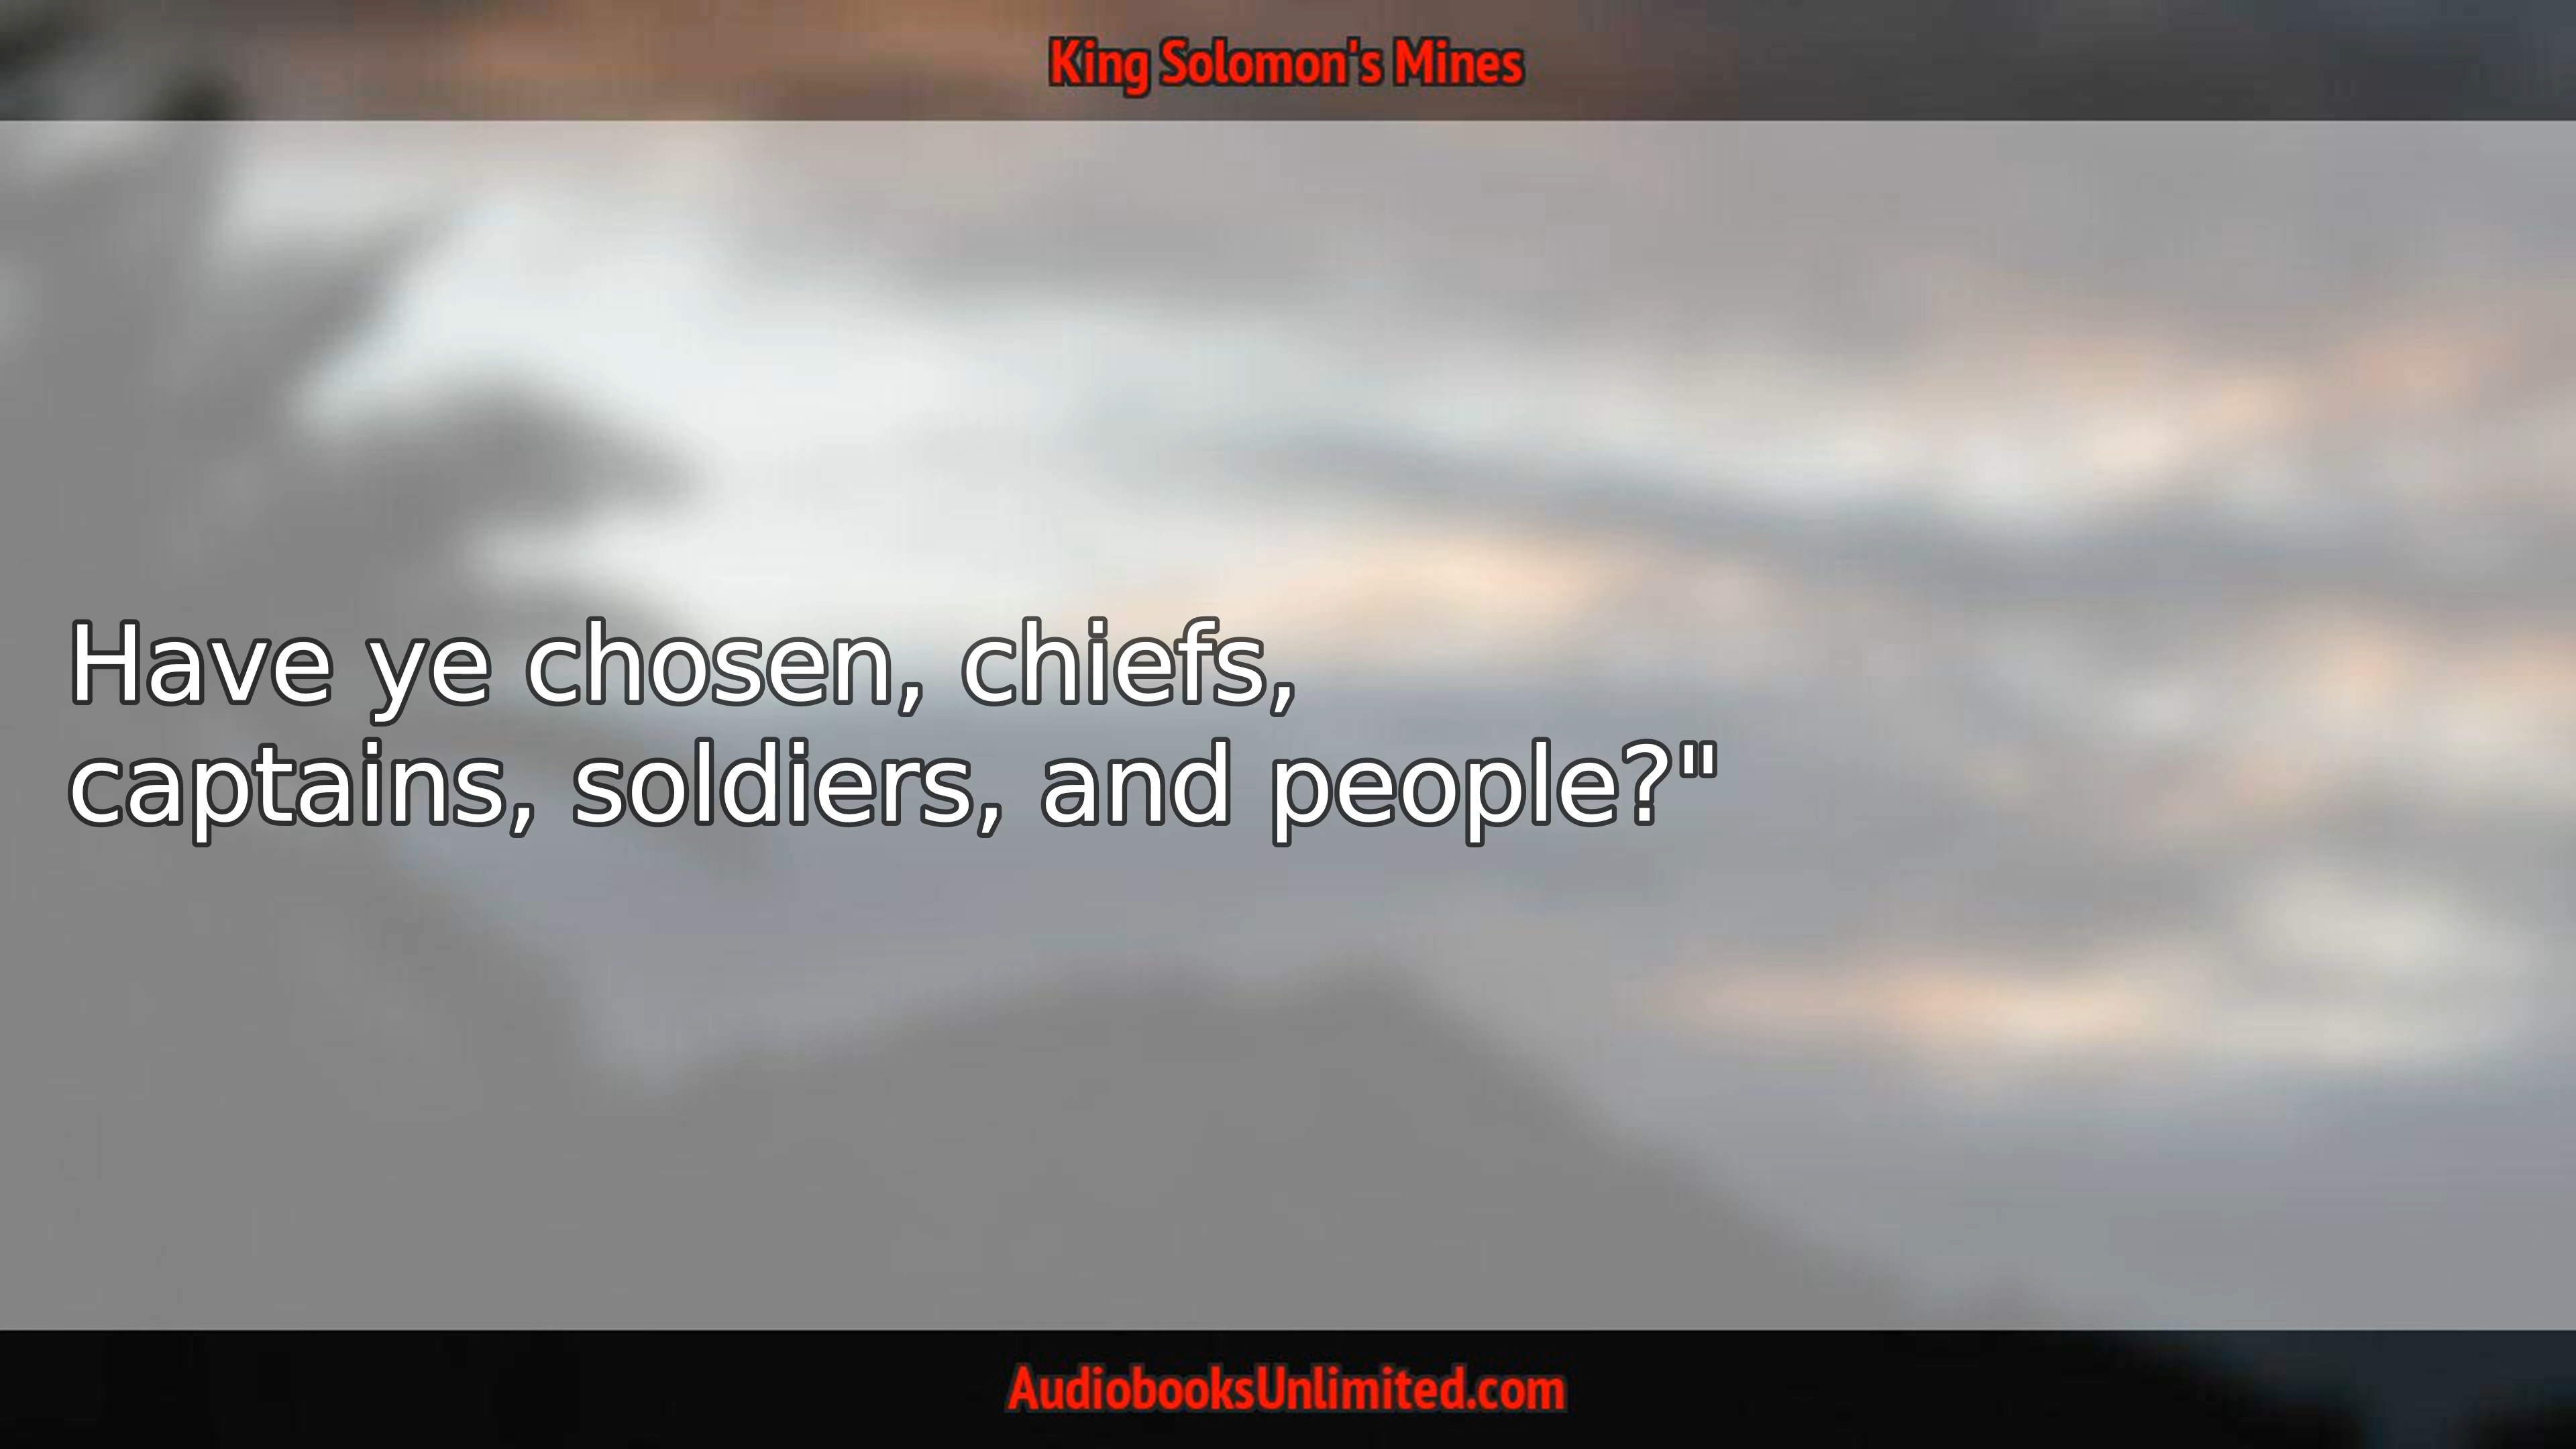 King Solomon's Mines
Have ye chosen, chiefs,
captains, soldiers, and people?"
AudiobooksUnlimited.com